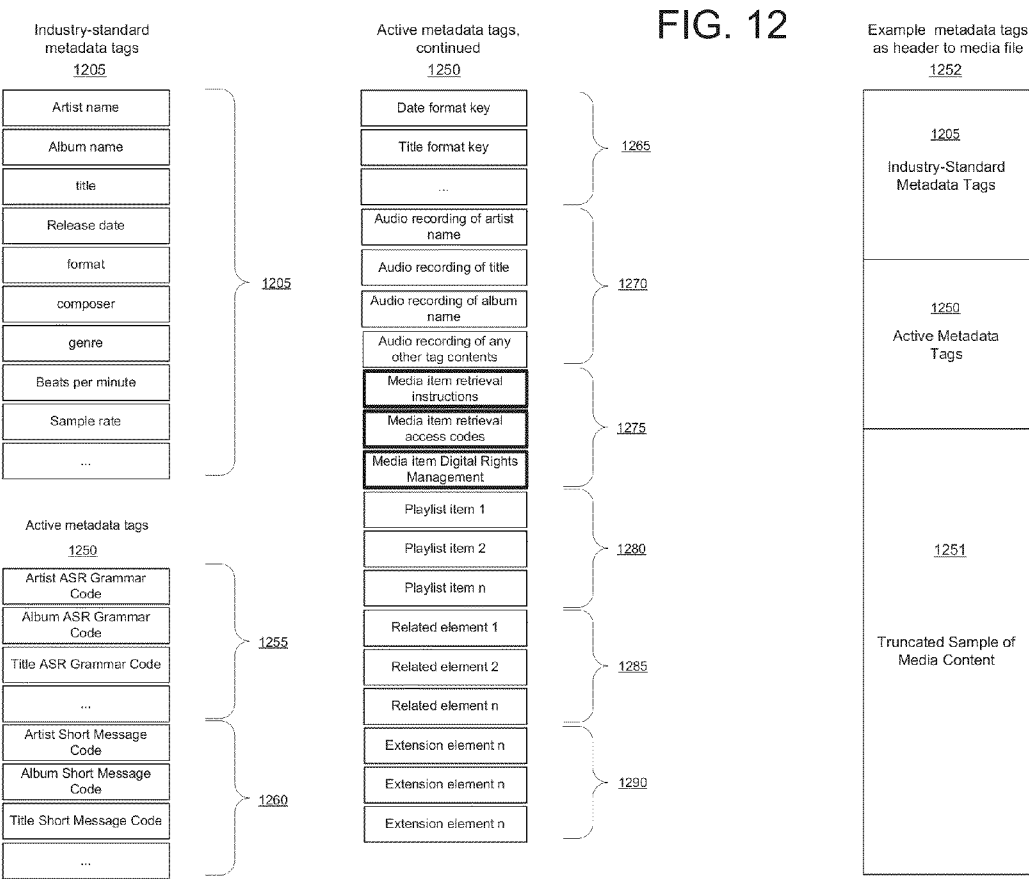 FIG. 12
Industry-standard
metadata tags
1205
Artist name
Album name
title
Release date
format
composer
genre
Beats per minute
Sample rate
...
1205
Active metadata tags
1250
Artist ASR Grammar
Code
Album ASR Grammar
Code
Title ASR Grammar Code
...
1255
Artist Short Message
Code
Album Short Message
Code
Title Short Message Code
...
1260
Active metadata tags,
continued
1250
Date format key
Title format key
...
1265
Audio recording of artist
name
Audio recording of title
Audio recording of album
name
Audio recording of any
other tag contents
1270
Media item retrieval
instructions
Media item retrieval
access codes
Media item Digital Rights
Management
1275
Playlist item 1
Playlist item 2
Playlist item n
1280
Related element 1
Related element 2
Related element n
1285
Extension element n
Extension element n
Extension element n
1290
Example metadata tags
as header to media file
1252
1205
Industry-Standard
Metadata Tags
1250
Active Metadata
Tags
1251
Truncated Sample of
Media Content